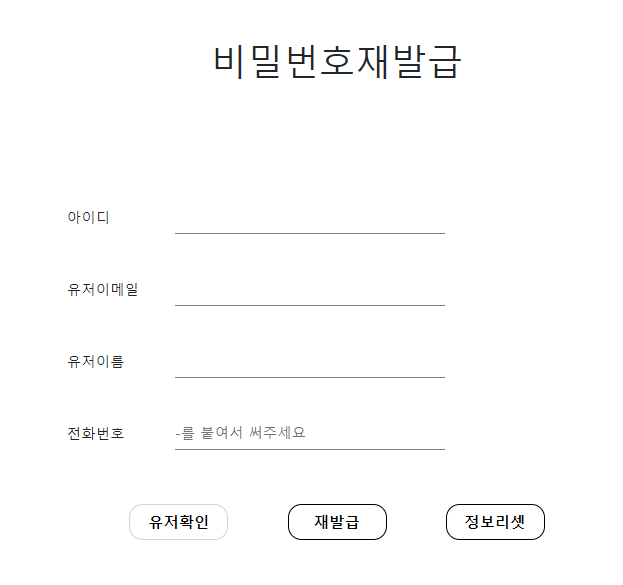 비밀번호재발급
아이디
유저이메일
유저이름
전화번호 -를 붙여서 써주세요
유저확인 재발급 정보리셋